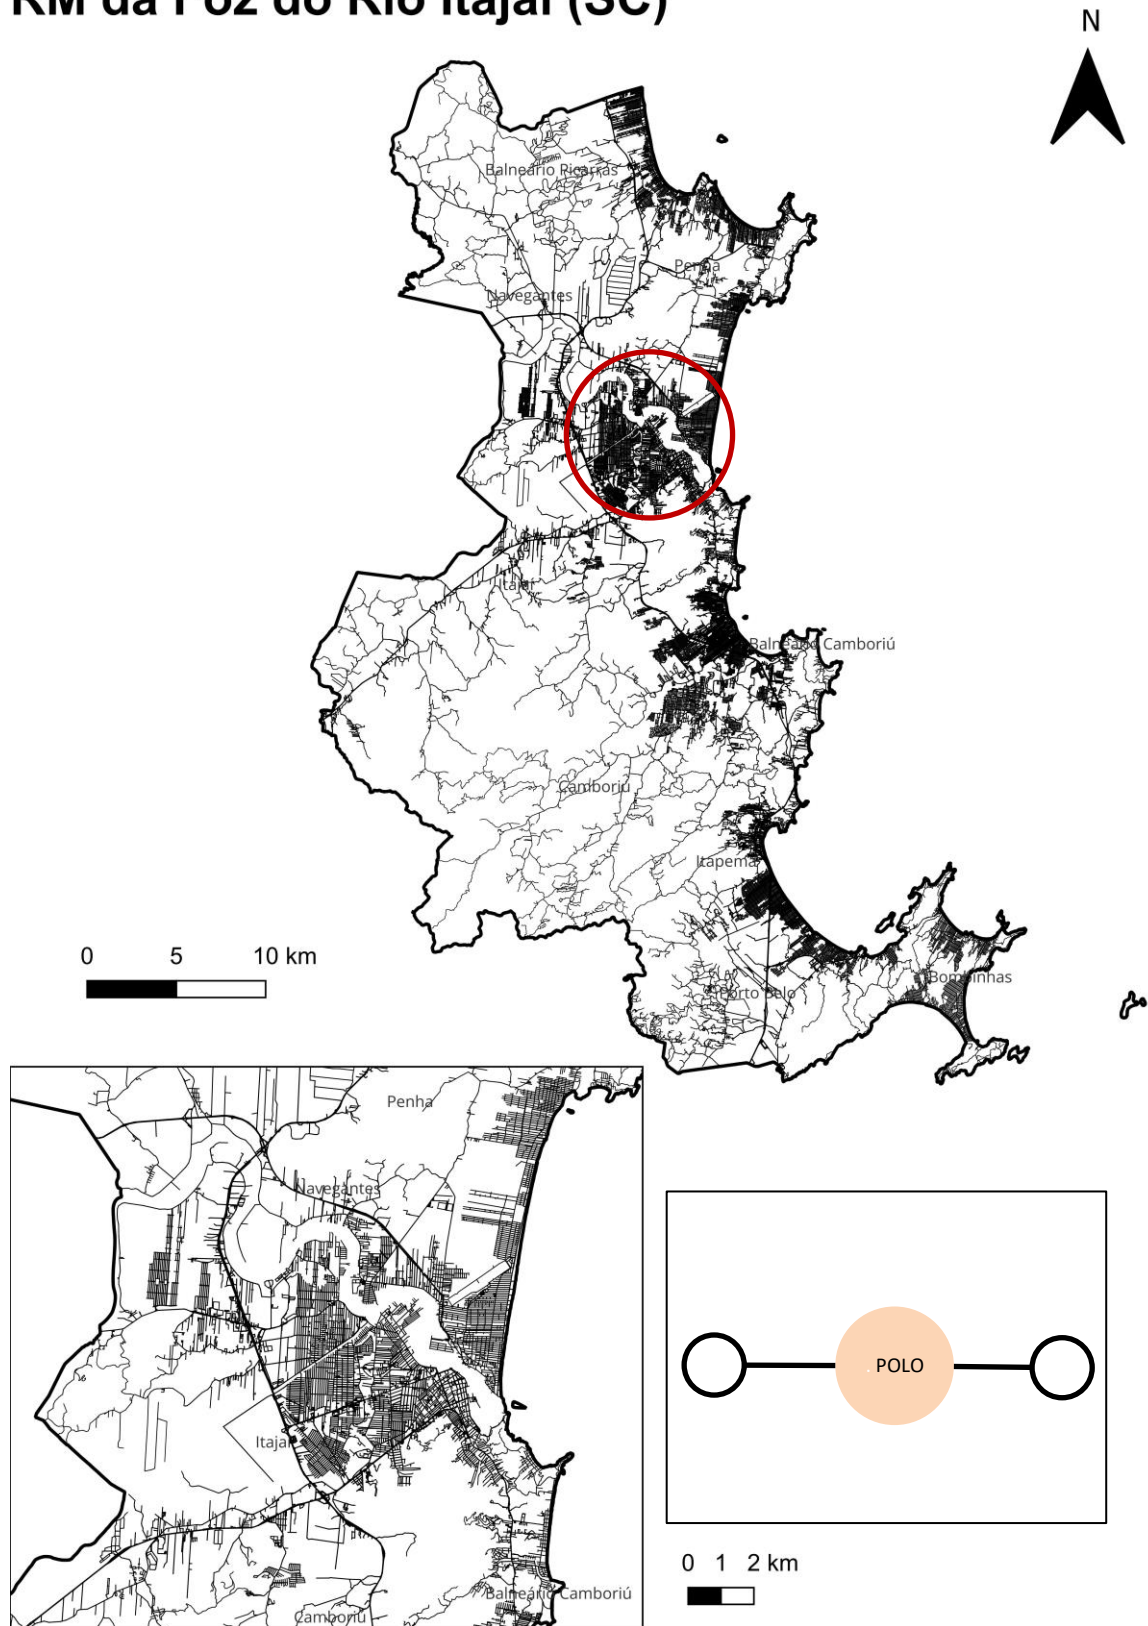 RM da Foz do Rio Itajaí (SC)
N
Balneário Piçarras
Penha
Navegantes
Itajaí
Balneário Camboriú
Camboriú
Itapema
0 5 10 km
Bombinhas
Porto Belo
Penha
Navegantes
POLO
Itajaí
0 1 2 km
Balneário Camboriú
Camboriú